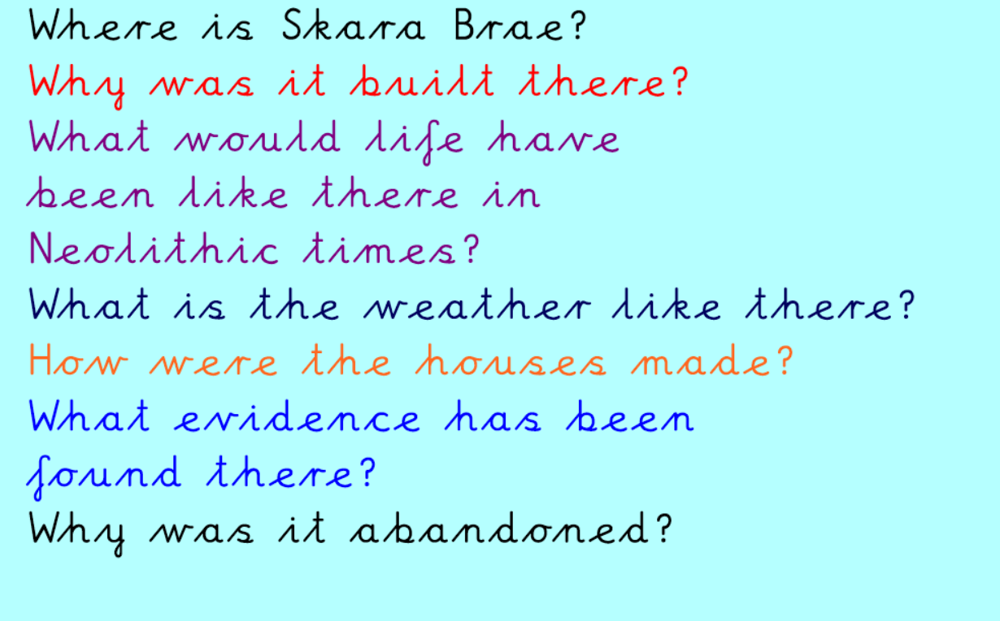 Where is Skara Brae?
Why was it built there?
What would life have
been like there in
Neolithic times?
What is the weather like there?
How were the houses made?
What evidence has been
found there?
Why was it abandoned?